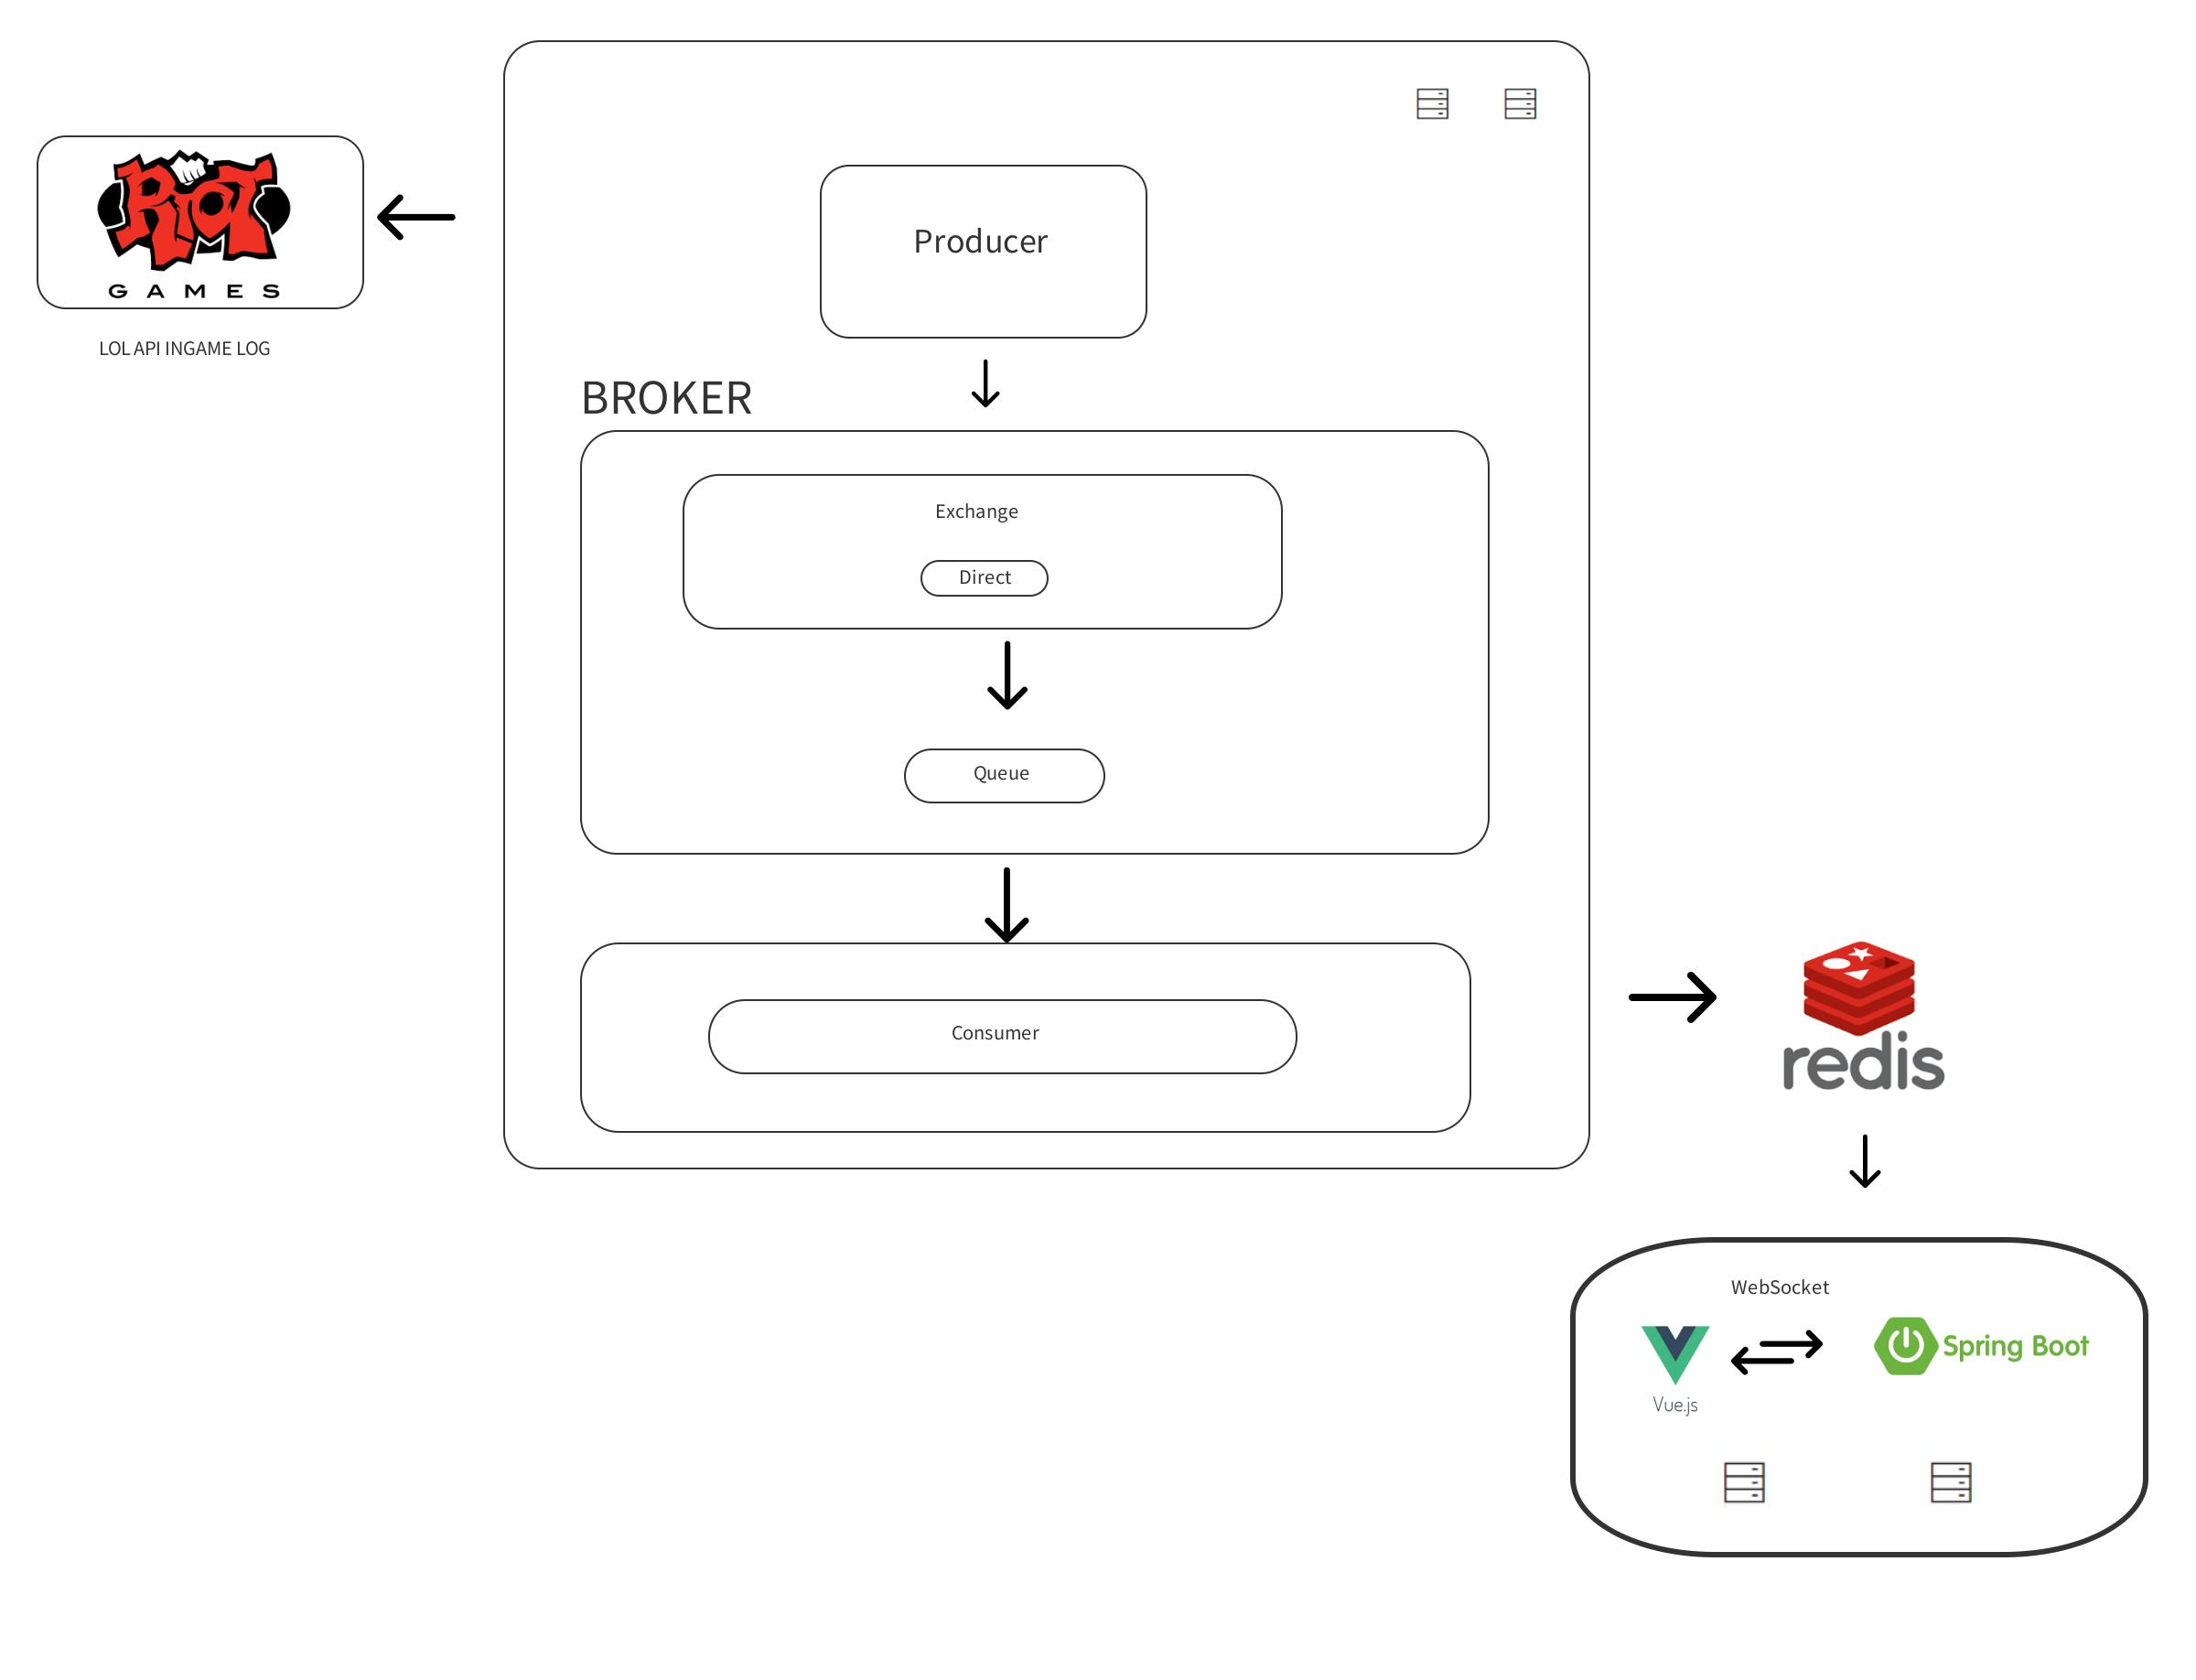 RiOT
GAMES
LOL API INGAME LOG
Producer
BROKER
Exchange
Direct
Queue
Consumer
redis
WebSocket
Vue.js
Spring Boot